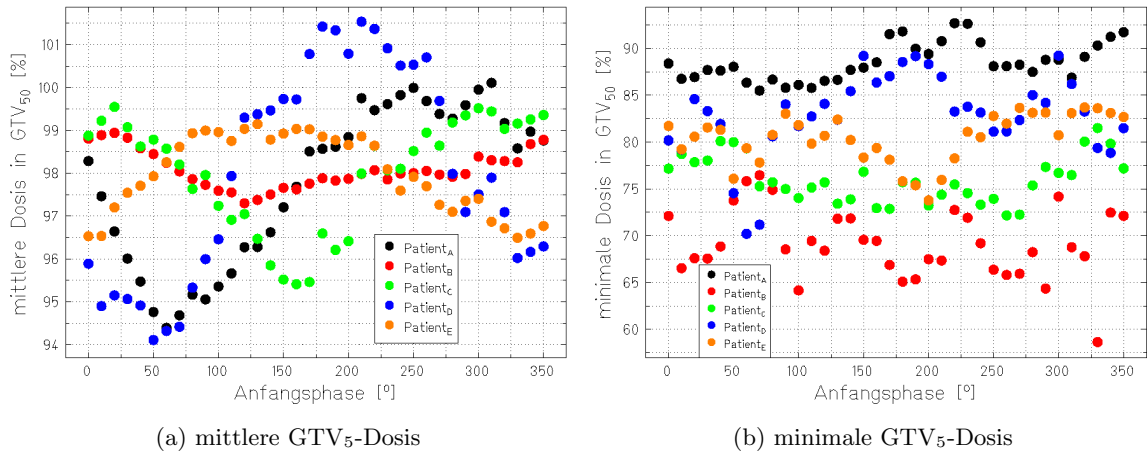 mittlere Dosis in GTV50 [%]
101
100
99
98
97
96
95
94
PatientA
PatientB
PatientC
PatientD
PatientE
0 50 100 150 200 250 300 350
Anfangsphase [°]
(a) mittlere GTV5-Dosis
minimale Dosis in GTV50 [%]
90
85
80
75
70
65
60
PatientA
PatientB
PatientC
PatientD
PatientE
0 50 100 150 200 250 300 350
Anfangsphase [°]
(b) minimale GTV5-Dosis